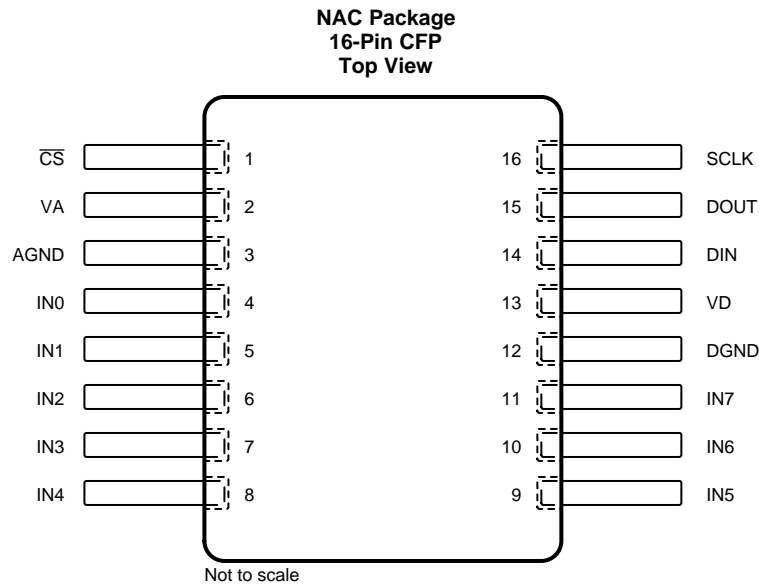 NAC Package
16-Pin CFP
Top View
C̅S̅ 1 16 SCLK
VA 2 15 DOUT
AGND 3 14 DIN
IN0 4 13 VD
IN1 5 12 DGND
IN2 6 11 IN7
IN3 7 10 IN6
IN4 8 9 IN5
Not to scale